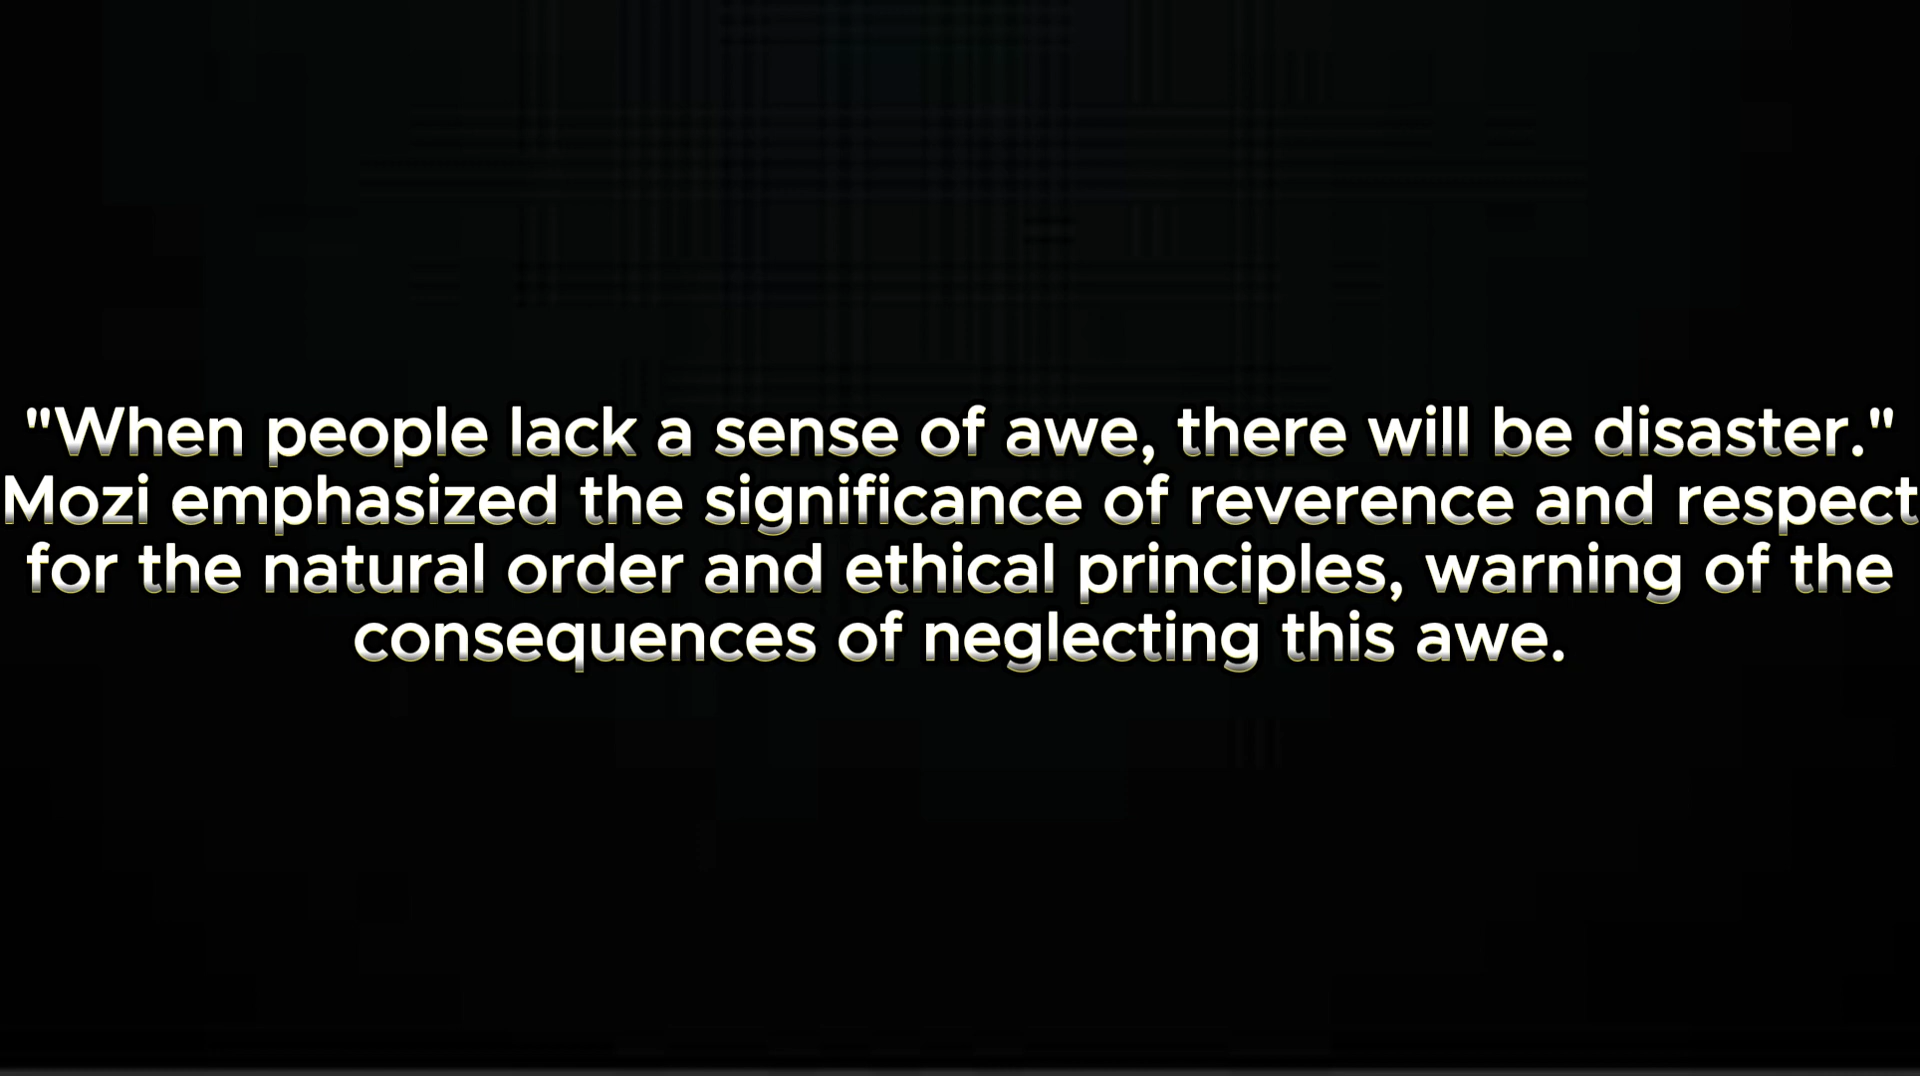 "When people lack a sense of awe, there will be disaster."
Mozi emphasized the significance of reverence and respect
for the natural order and ethical principles, warning of the
consequences of neglecting this awe.